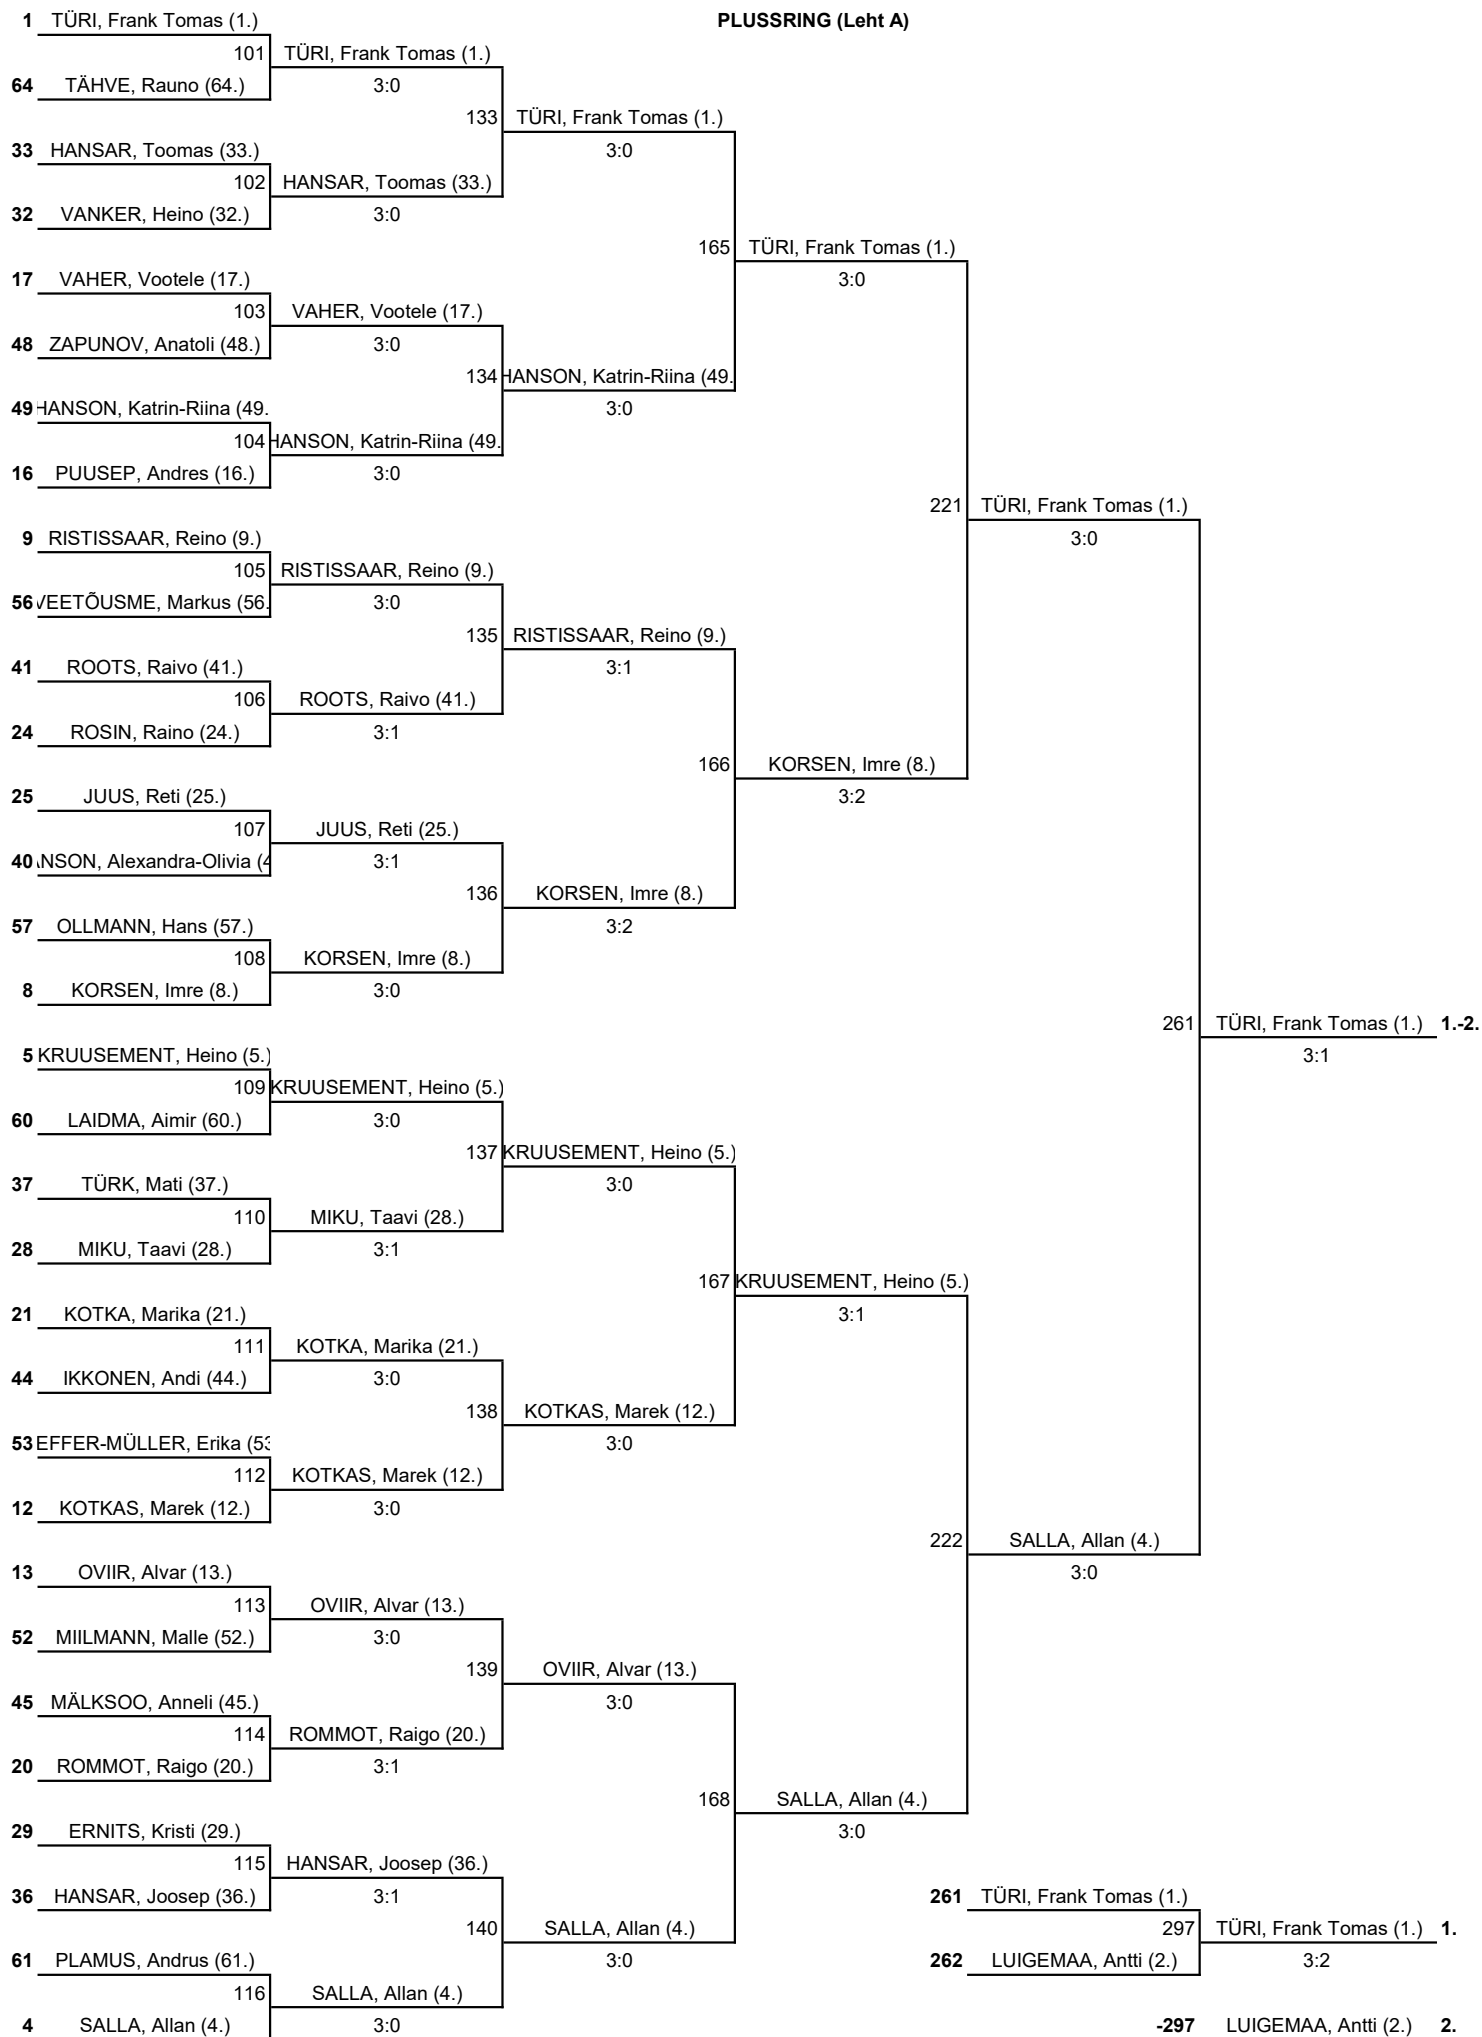 1 TÜRI, Frank Tomas (1.) PLUSSRING (Leht A)
101 TÜRI, Frank Tomas (1.)
64 TÄHVE, Rauno (64.) 3:0
133 TÜRI, Frank Tomas (1.)
33 HANSAR, Toomas (33.) 3:0
102 HANSAR, Toomas (33.)
32 VANKER, Heino (32.) 3:0
165 TÜRI, Frank Tomas (1.)
17 VAHER, Vootele (17.) 3:0
103 VAHER, Vootele (17.)
48 ZAPUNOV, Anatoli (48.) 3:0
134 HANSON, Katrin-Riina (49.
49 HANSON, Katrin-Riina (49. 3:0
104 HANSON, Katrin-Riina (49.
16 PUUSEP, Andres (16.) 3:0
221 TÜRI, Frank Tomas (1.)
9 RISTISSAAR, Reino (9.) 3:0
105 RISTISSAAR, Reino (9.)
56 VEETÕUSME, Markus (56. 3:0
135 RISTISSAAR, Reino (9.)
41 ROOTS, Raivo (41.) 3:1
106 ROOTS, Raivo (41.)
24 ROSIN, Raino (24.) 3:1
166 KORSEN, Imre (8.)
25 JUUS, Reti (25.) 3:2
107 JUUS, Reti (25.)
40 NSON, Alexandra-Olivia (4 3:1
136 KORSEN, Imre (8.)
57 OLLMANN, Hans (57.) 3:2
108 KORSEN, Imre (8.)
8 KORSEN, Imre (8.) 3:0
261 TÜRI, Frank Tomas (1.) 1.-2.
5 KRUUSEMENT, Heino (5.) 3:1
109 KRUUSEMENT, Heino (5.)
60 LAIDMA, Aimir (60.) 3:0
137 KRUUSEMENT, Heino (5.)
37 TÜRK, Mati (37.) 3:0
110 MIKU, Taavi (28.)
28 MIKU, Taavi (28.) 3:1
167 KRUUSEMENT, Heino (5.)
21 KOTKA, Marika (21.) 3:1
111 KOTKA, Marika (21.)
44 IKKONEN, Andi (44.) 3:0
138 KOTKAS, Marek (12.)
53 EFFER-MÜLLER, Erika (53 3:0
112 KOTKAS, Marek (12.)
12 KOTKAS, Marek (12.) 3:0
222 SALLA, Allan (4.)
13 OVIIR, Alvar (13.) 3:0
113 OVIIR, Alvar (13.)
52 MIILMANN, Malle (52.) 3:0
139 OVIIR, Alvar (13.)
45 MÄLKSOO, Anneli (45.) 3:0
114 ROMMOT, Raigo (20.)
20 ROMMOT, Raigo (20.) 3:1
168 SALLA, Allan (4.)
29 ERNITS, Kristi (29.) 3:0
115 HANSAR, Joosep (36.)
36 HANSAR, Joosep (36.) 3:1 261 TÜRI, Frank Tomas (1.)
140 SALLA, Allan (4.) 297 TÜRI, Frank Tomas (1.) 1.
61 PLAMUS, Andrus (61.) 3:0 262 LUIGEMAA, Antti (2.) 3:2
116 SALLA, Allan (4.)
4 SALLA, Allan (4.) 3:0 -297 LUIGEMAA, Antti (2.) 2.